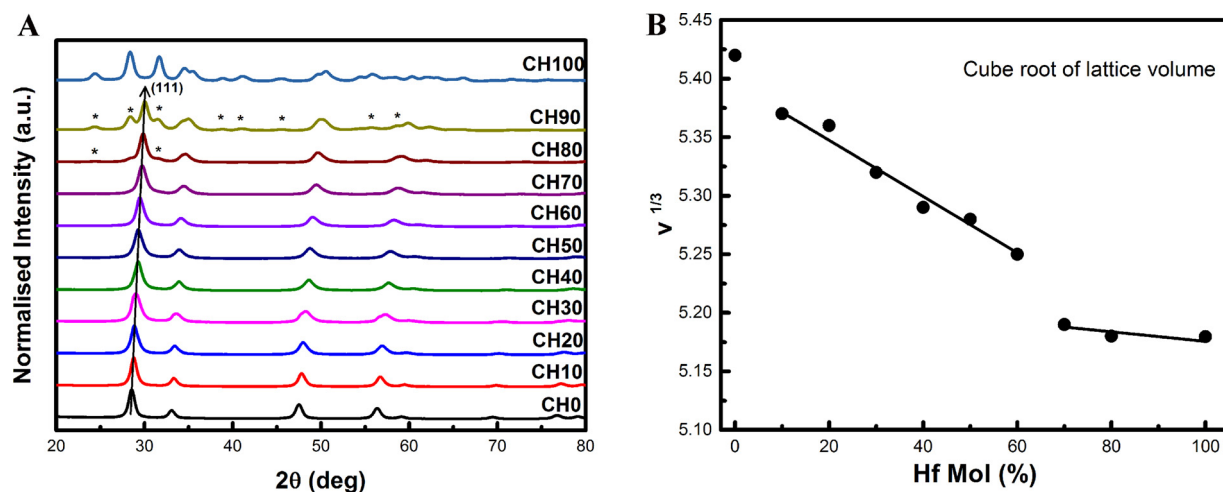 A
Normalised Intensity (a.u.)
CH100
(111)
* * * * * * * *
CH90
* *
CH80
CH70
CH60
CH50
CH40
CH30
CH20
CH10
CH0
20 30 40 50 60 70 80
2θ (deg)
B
Cube root of lattice volume
v 1/3
5.45
5.40
5.35
5.30
5.25
5.20
5.15
5.10
0 20 40 60 80 100
Hf Mol (%)